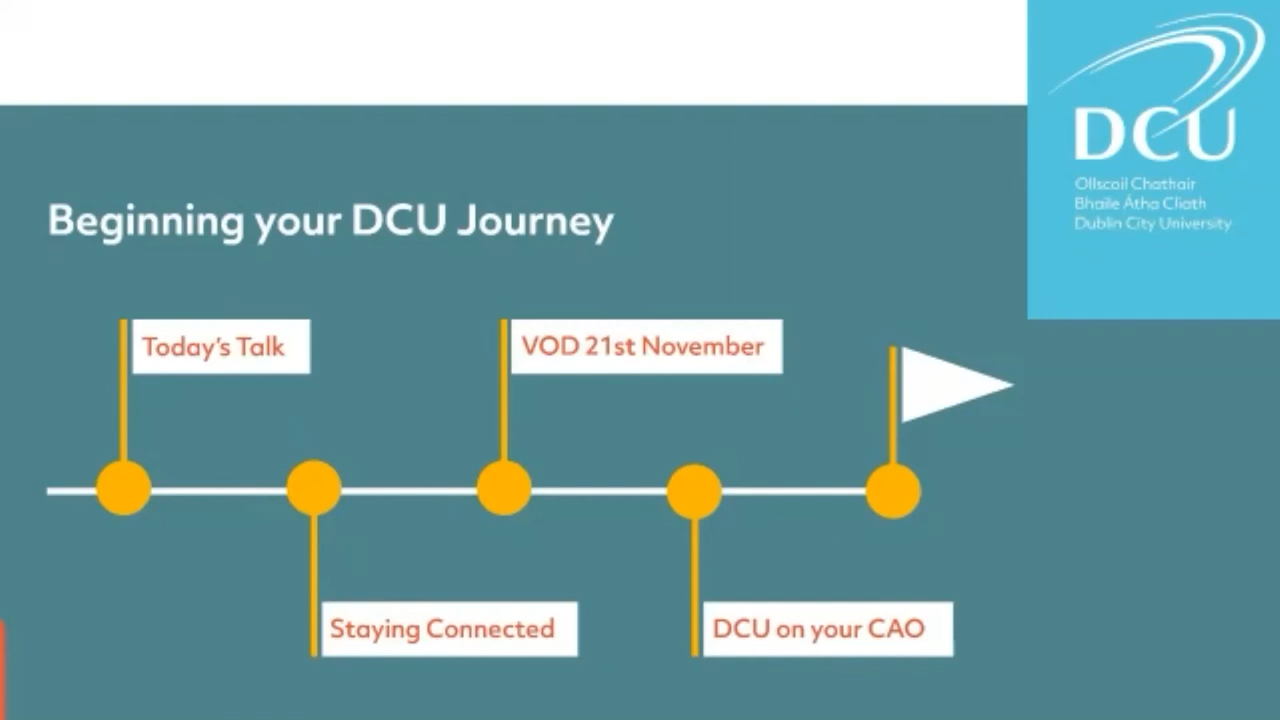 DCU
Ollscoil Chathair
Bhaile Átha Cliath
Dublin City University
Beginning your DCU Journey
Today's Talk
VOD 21st November
Staying Connected
DCU on your CAO